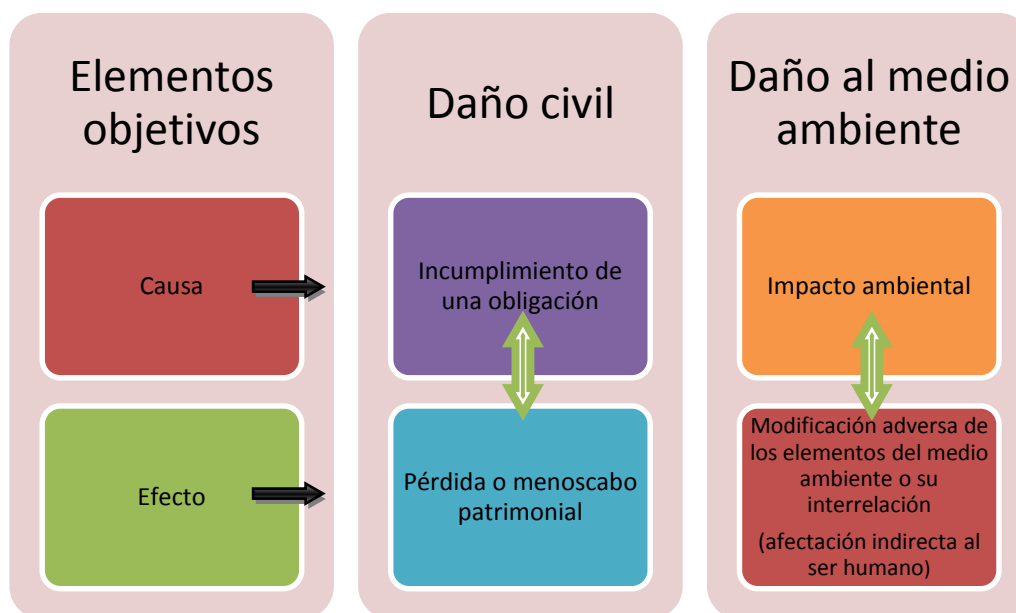 Elementos
objetivos
Causa
Efecto
Daño civil
Incumplimiento de
una obligación
Pérdida o menoscabo
patrimonial
Daño al medio
ambiente
Impacto ambiental
Modificación adversa de
los elementos del medio
ambiente o su
interrelación
(afectación indirecta al
ser humano)